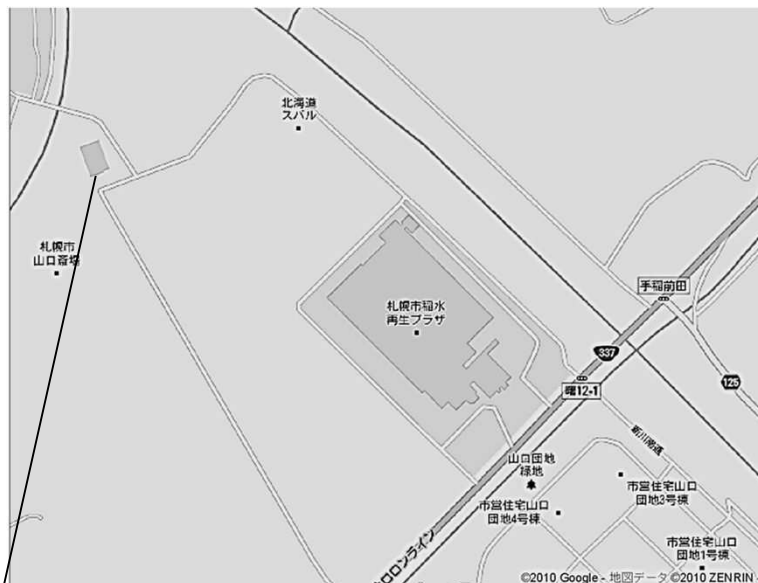 北海道
スバル
札幌市
山口斎場
手稲前田
札幌市稲水
再生プラザ
337
曙12-1
125
新川南通
山口団地
緑地
市営住宅山口
団地3号棟
市営住宅山口
団地4号棟
市営住宅山口
団地1号棟
ロロンライン
©2010 Google - 地図データ ©2010 ZENRIN